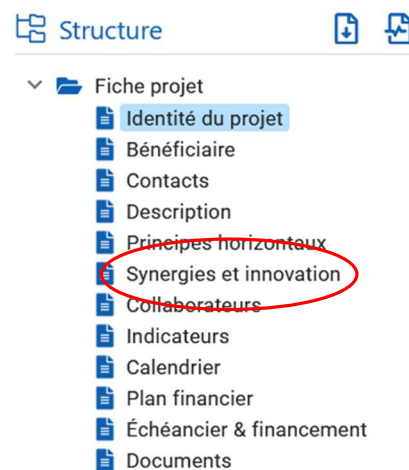 Structure
Fiche projet
Identité du projet
Bénéficiaire
Contacts
Description
Principes horizontaux
Synergies et innovation
Collaborateurs
Indicateurs
Calendrier
Plan financier
Échéancier & financement
Documents